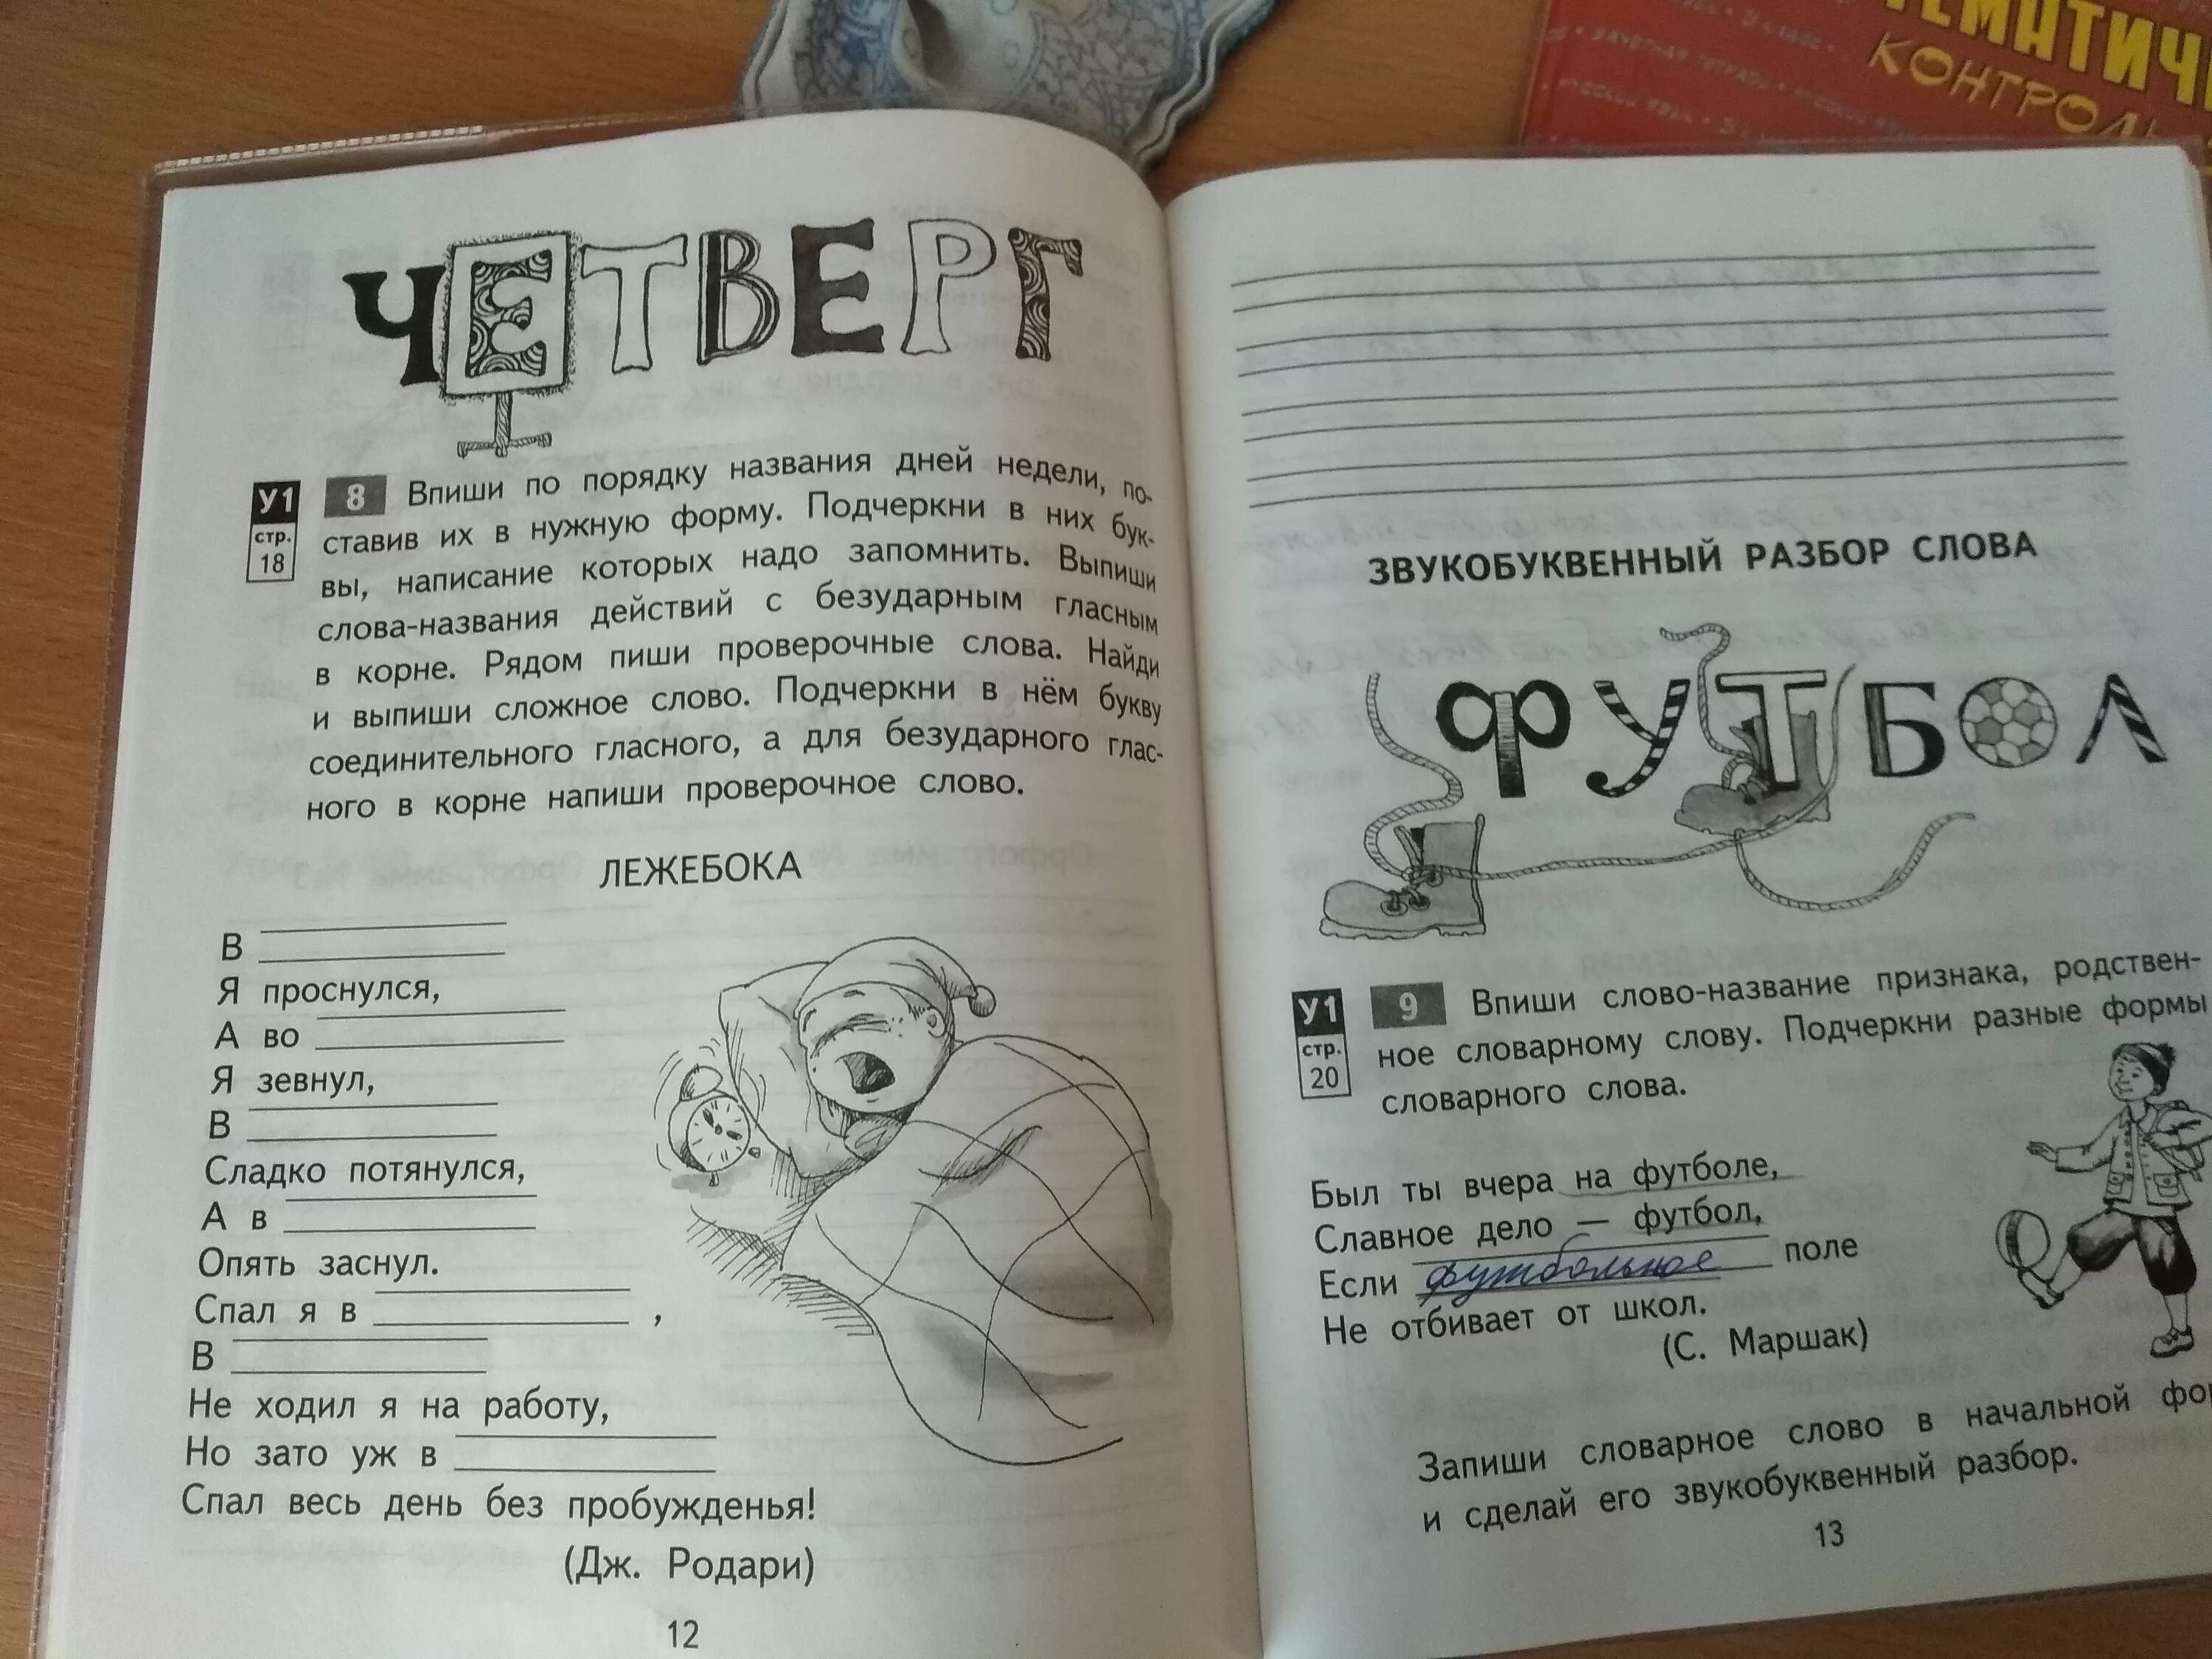 ЧЕТВЕРГ
У1
стр.
18
8 Впиши по порядку названия дней недели, по-
ставив их в нужную форму. Подчеркни в них бук-
вы, написание которых надо запомнить. Выпиши
слова-названия действий с безударным гласным
в корне. Рядом пиши проверочные слова. Найди
и выпиши сложное слово. Подчеркни в нём букву
соединительного гласного, а для безударного глас-
ного в корне напиши проверочное слово.
ЛЕЖЕБОКА
В
Я проснулся,
А во
Я зевнул,
В
Сладко потянулся,
А в
Опять заснул.
Спал я в ,
В
Не ходил я на работу,
Но зато уж в
Спал весь день без пробужденья!
(Дж. Родари)
12
ЗВУКОБУКВЕННЫЙ РАЗБОР СЛОВА
ФУТБОЛ
У1
стр.
20
9 Впиши слово-название признака, родствен-
ное словарному слову. Подчеркни разные формы
словарного слова.
Был ты вчера на футболе,
Славное дело — футбол,
Если футбольное поле
Не отбивает от школ.
(С. Маршак)
Запиши словарное слово в начальной фо
и сделай его звукобуквенный разбор.
13
ТЕМАТИЧ
КОНТРОЛЬ